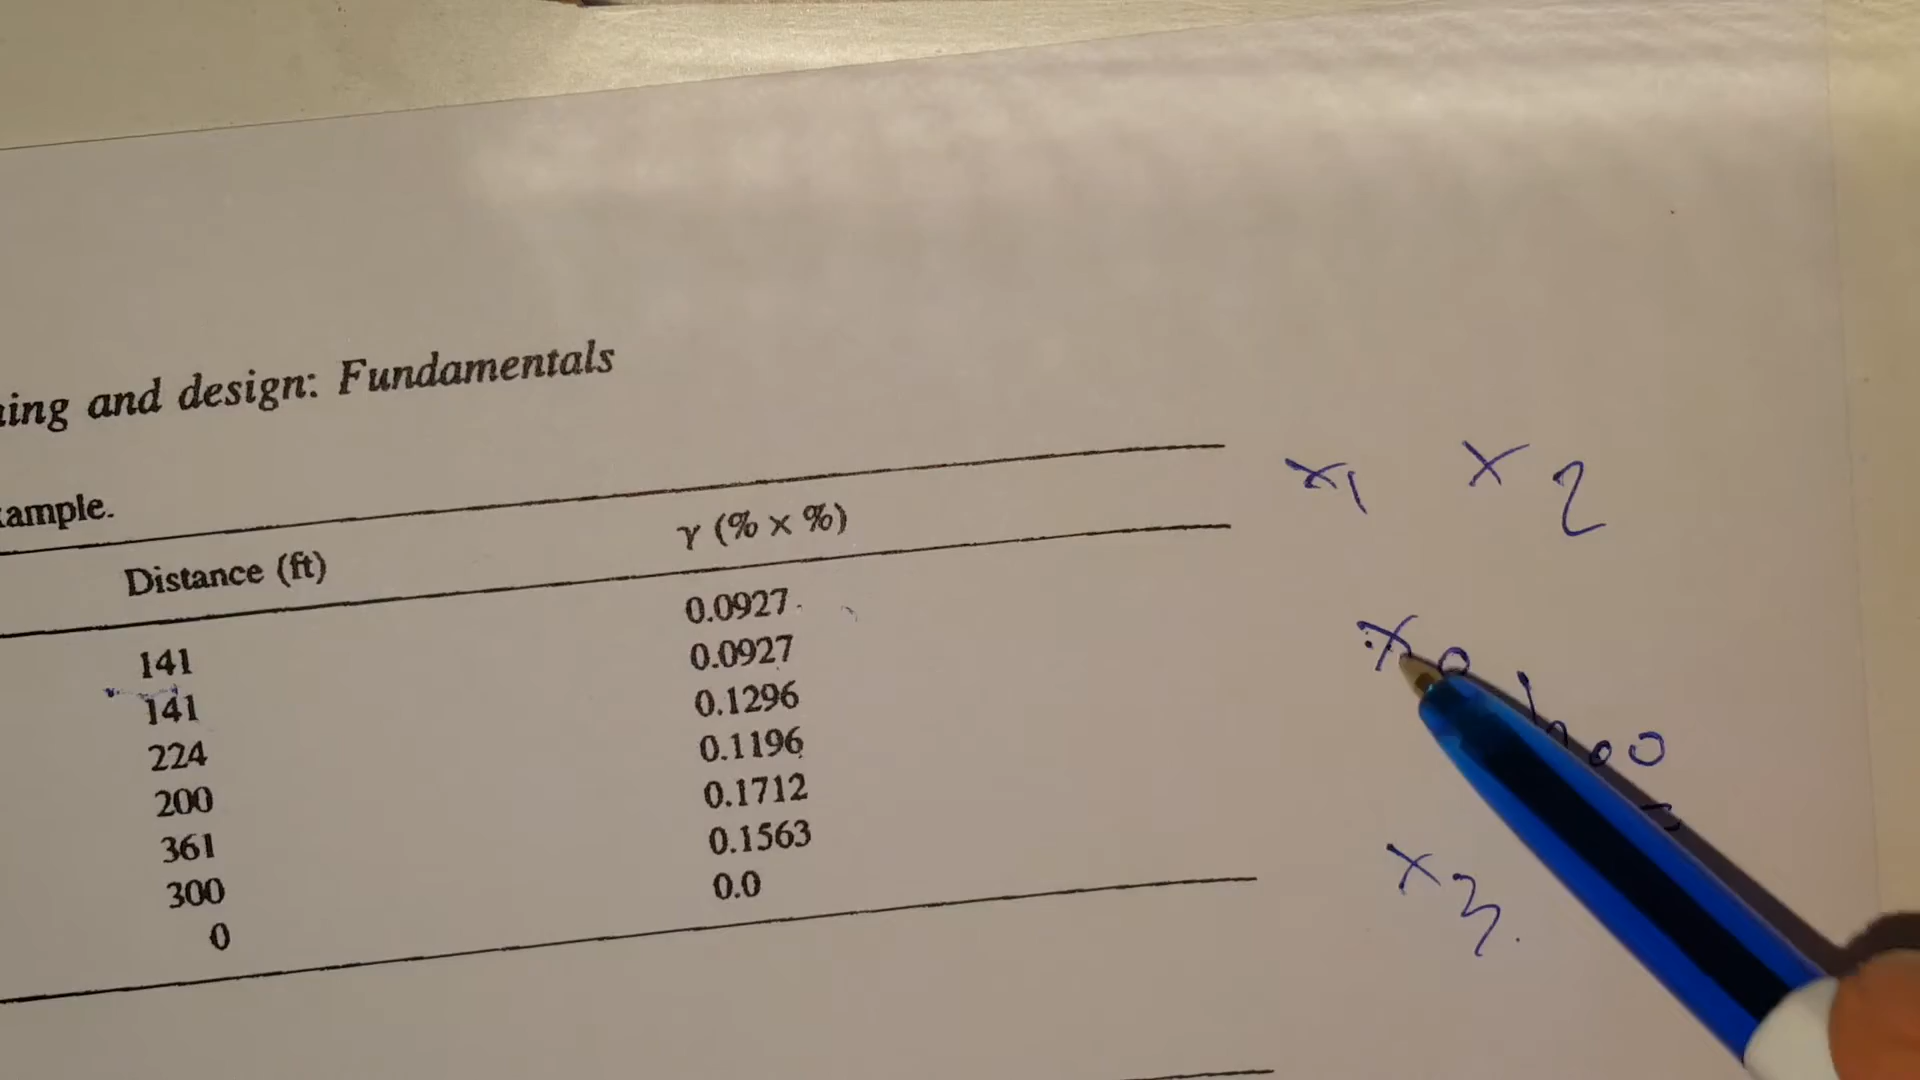 ing and design: Fundamentals
ample.
Distance (ft) γ (% x %)
141 0.0927
141 0.0927
224 0.1296
200 0.1196
361 0.1712
300 0.1563
0 0.0
x1 x2
x0
x3